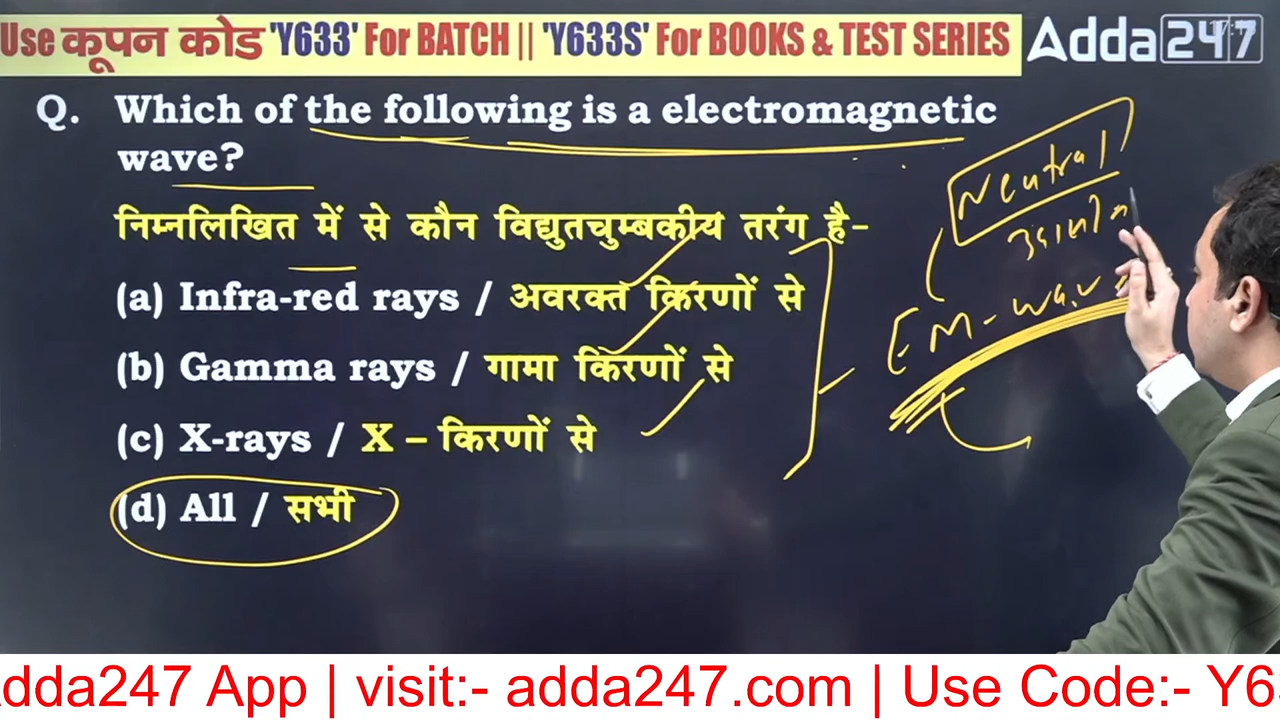 Use कूपन कोड 'Y633' For BATCH || 'Y633S' For BOOKS & TEST SERIES
Adda247
Q. Which of the following is a electromagnetic
wave?
निम्नलिखित में से कौन विद्युतचुम्बकीय तरंग है–
(a) Infra-red rays / अवरक्त किरणों से
(b) Gamma rays / गामा किरणों से
(c) X-rays / X – किरणों से
(d) All / सभी
Neutral
EM-wave
dda247 App | visit:- adda247.com | Use Code:- Y63